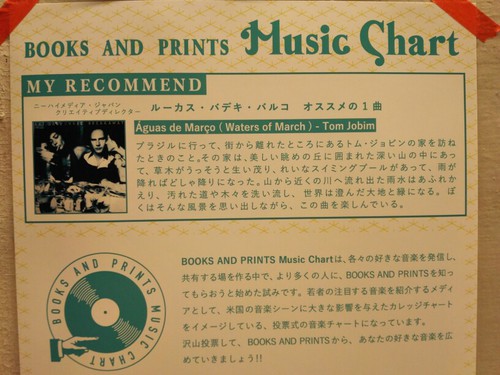 BOOKS AND PRINTS Music Chart
MY RECOMMEND
ニーハイメディア・ジャパン
クリエイティブディレクター
ルーカス・バデキ・バルコ オススメの1曲
Águas de Março ( Waters of March ) - Tom Jobim
ブラジルに行って、街から離れたところにあるトム・ジョビンの家を訪ね
たときのこと。その家は、美しい眺めの丘に囲まれた深い山の中にあっ
て、草木がうっそうと生い茂り、れいなスイミングプールがあって、雨が
降ればどしゃ降りになった。山から近くの川へ流れ出た雨水はあふれか
えり、汚れた道や木々を洗い流し、世界は澄んだ大地と緑になる。ぼ
くはそんな風景を思い出しながら、この曲を楽しんでいる。
BOOKS AND PRINTS Music Chartは、各々の好きな音楽を発信し、
共有する場を作る中で、より多くの人に、BOOKS AND PRINTSを知っ
てもらおうと始めた試みです。若者の注目する音楽を紹介するメディ
アとして、米国の音楽シーンに大きな影響を与えたカレッジチャート
をイメージしている、投票式の音楽チャートになっています。
沢山投票して、BOOKS AND PRINTSから、あなたの好きな音楽を広
めていきましょう!!
BOOKS AND PRINTS MUSIC CHART